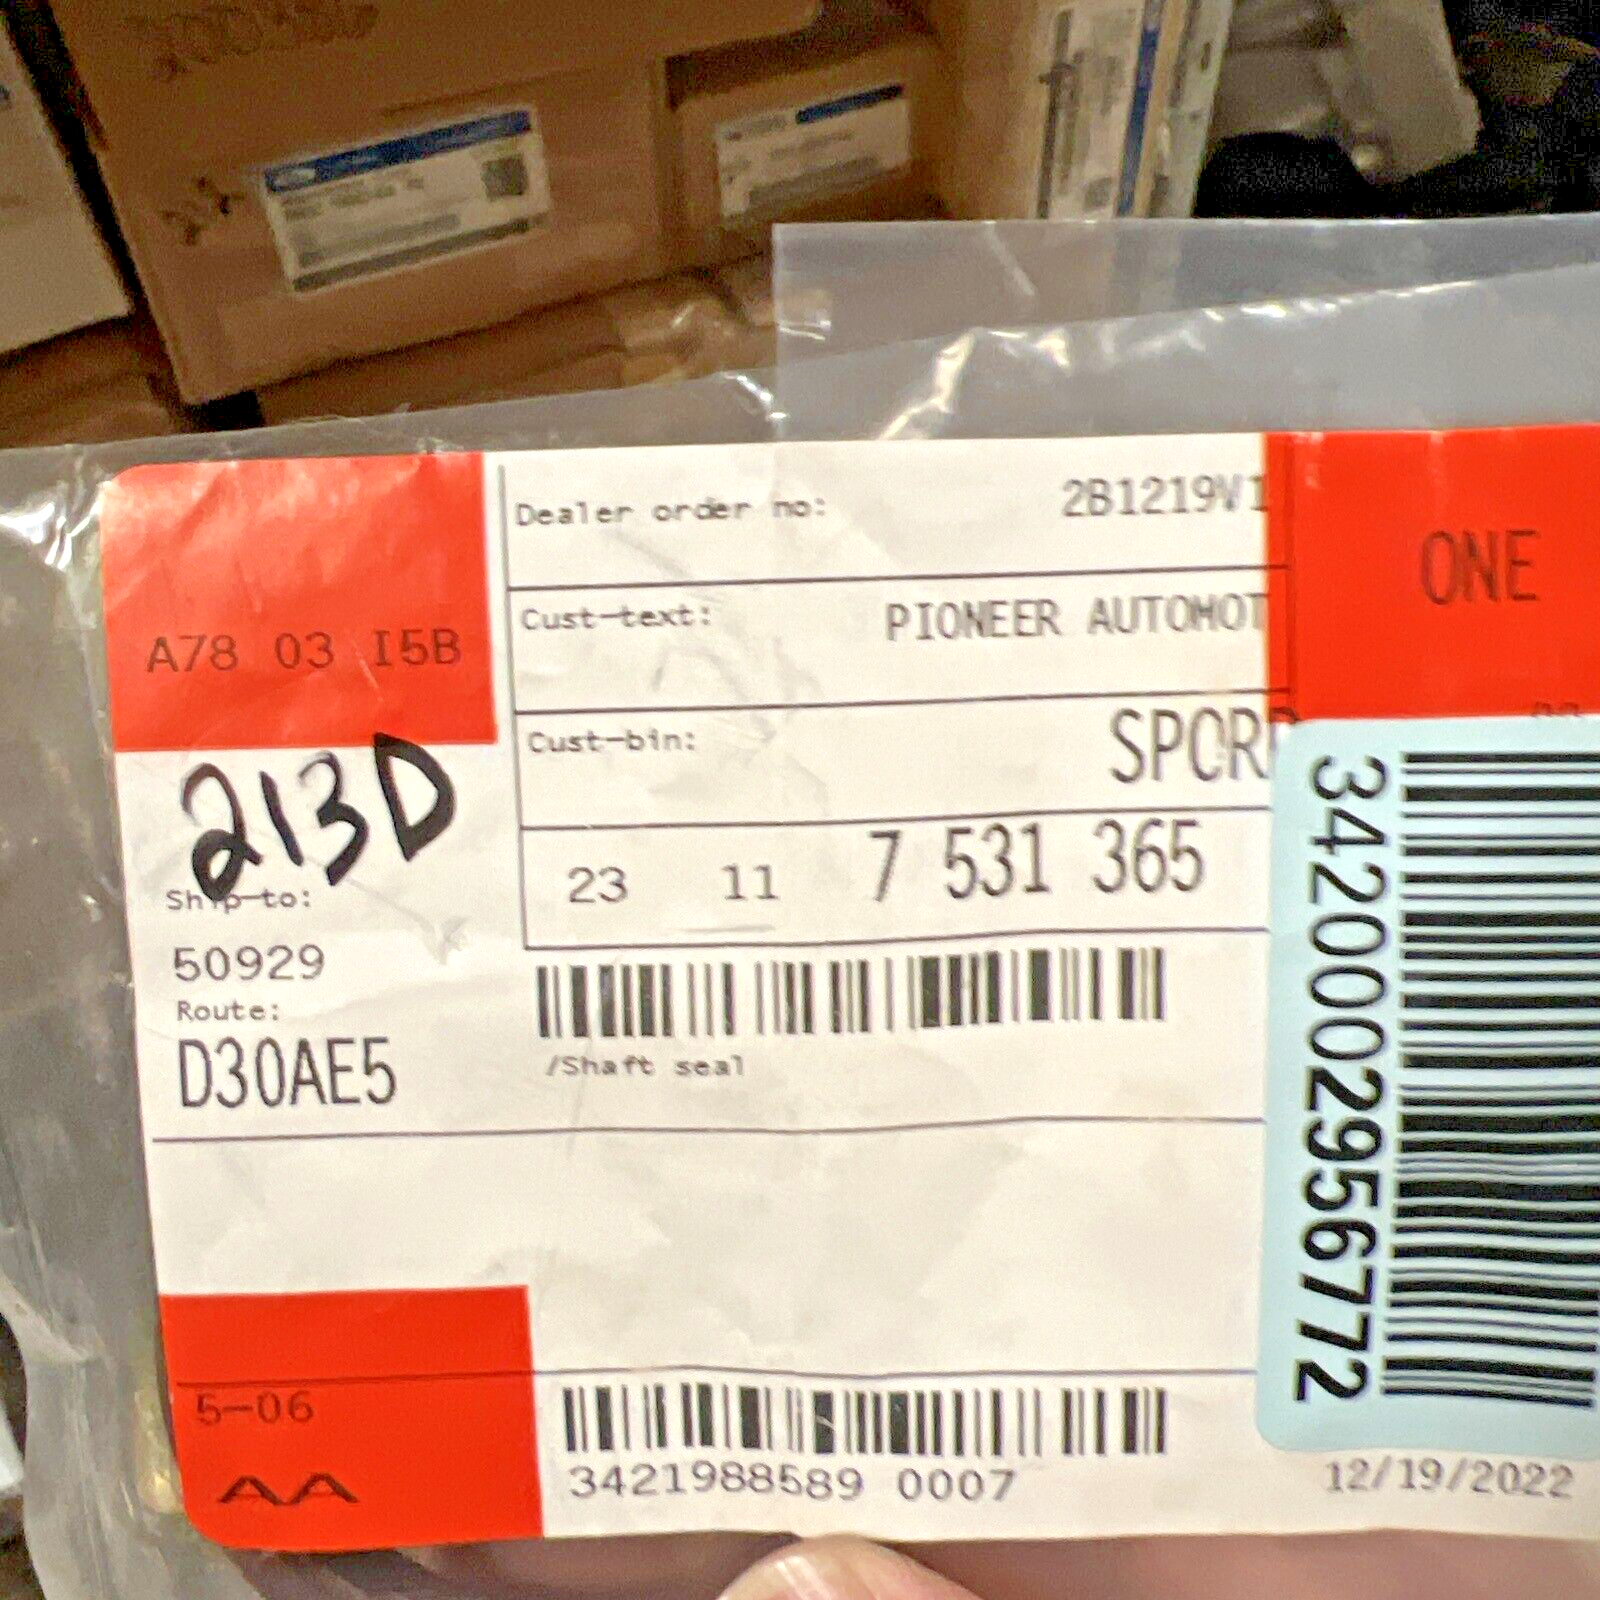 Dealer order no: 2B1219V1
ONE
Cust-text: PIONEER AUTOMOT
A78 03 I5B
Cust-bin:
213D
23 11 7 531 365
Ship-to:
50929
Route:
D30AE5
/Shaft seal
3420002956772
5-06
AA
3421988589 0007
12/19/2022